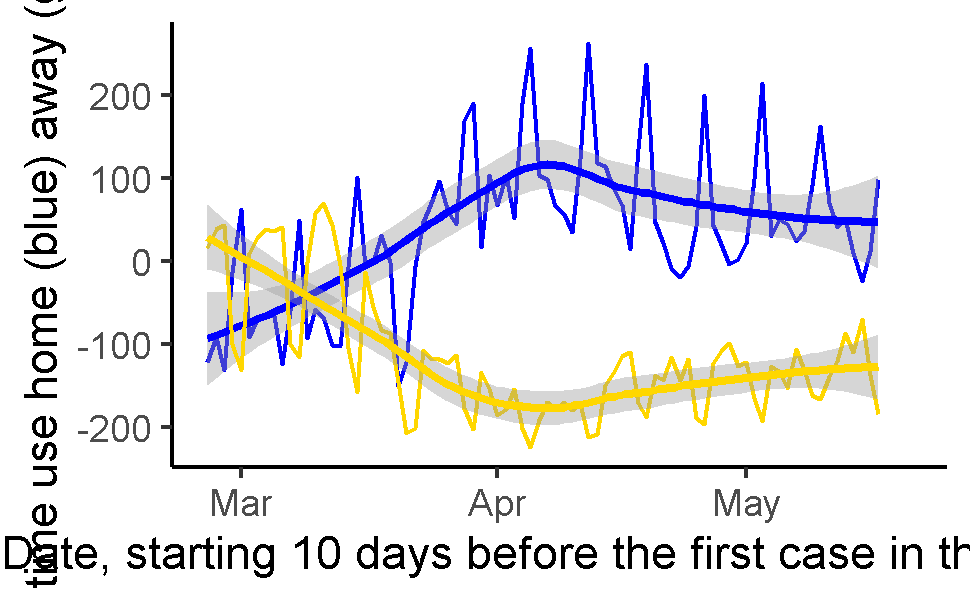 time use home (blue) away (
200
100
0
-100
-200
Mar Apr May
Date, starting 10 days before the first case in th